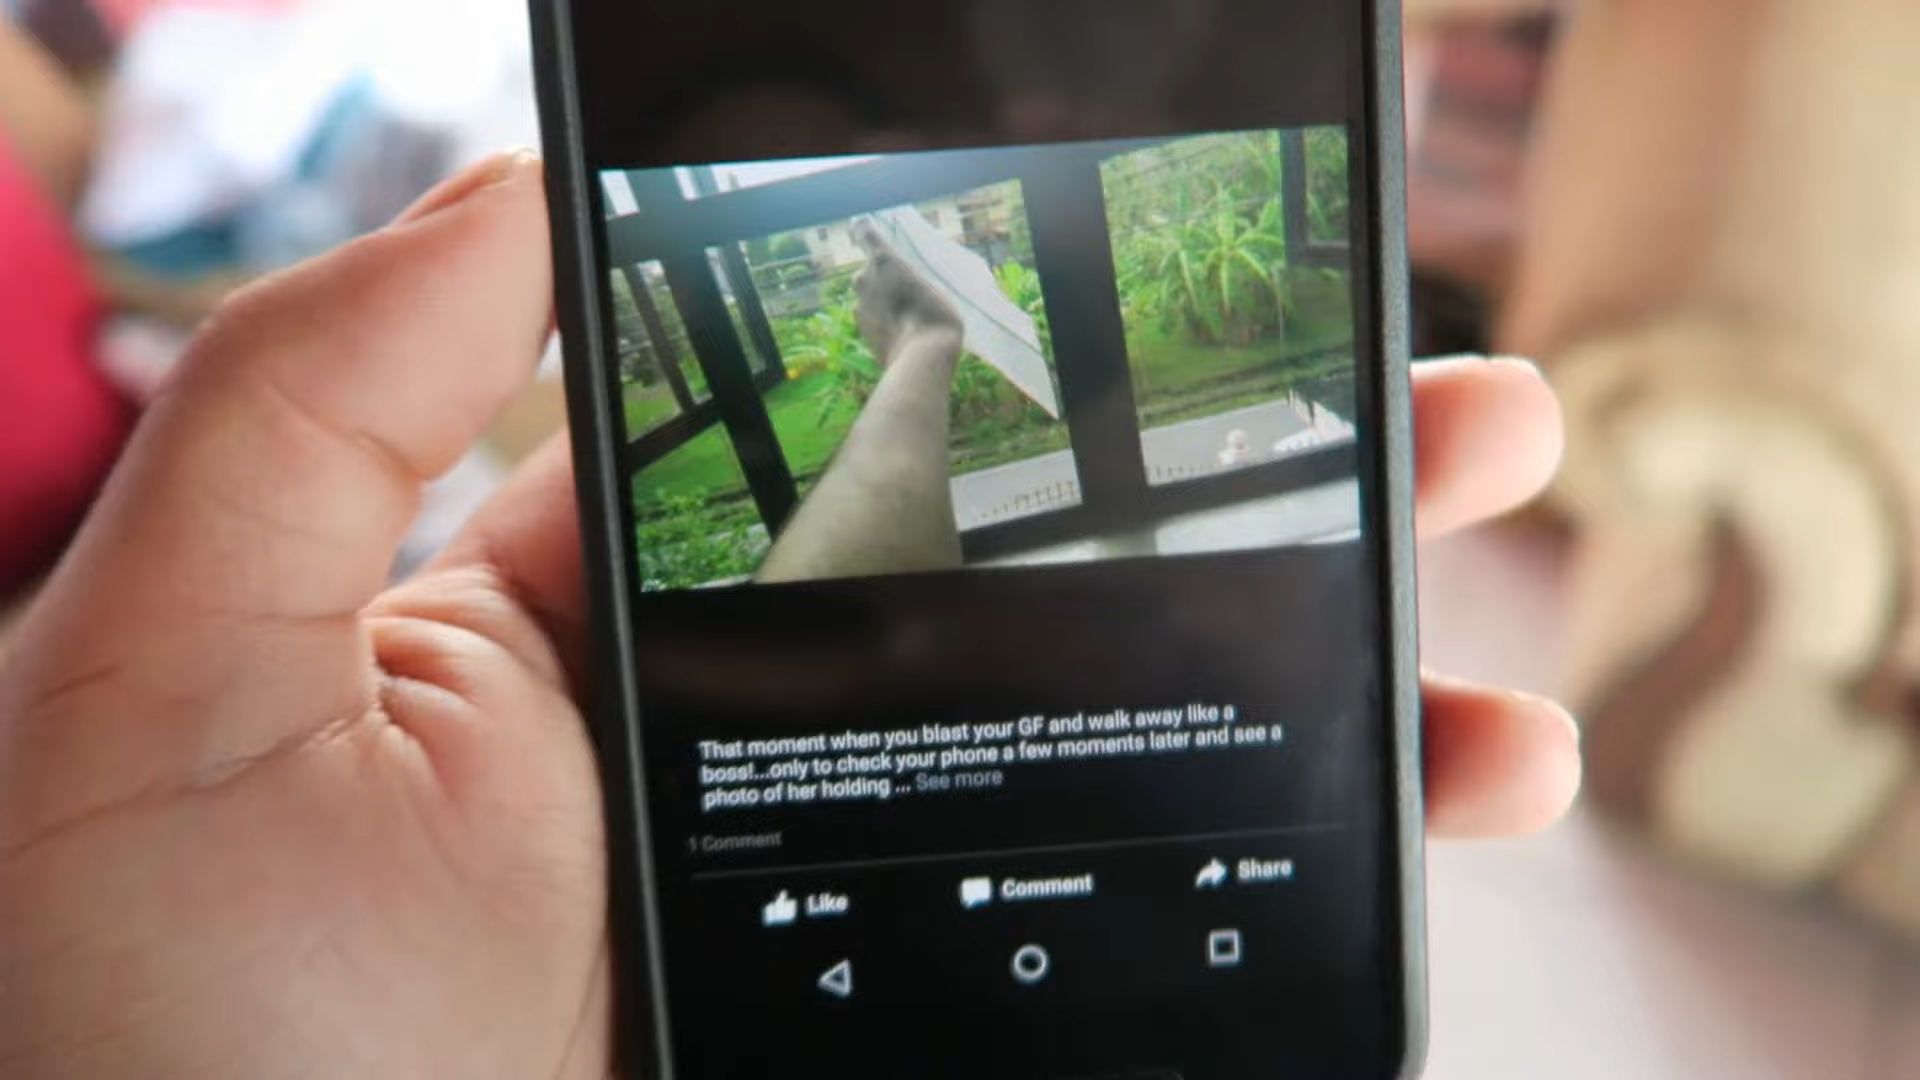 That moment when you blast your GF and walk away like a
boss!...only to check your phone a few moments later and see a
photo of her holding ... See more
1 Comment
Like
Comment
Share